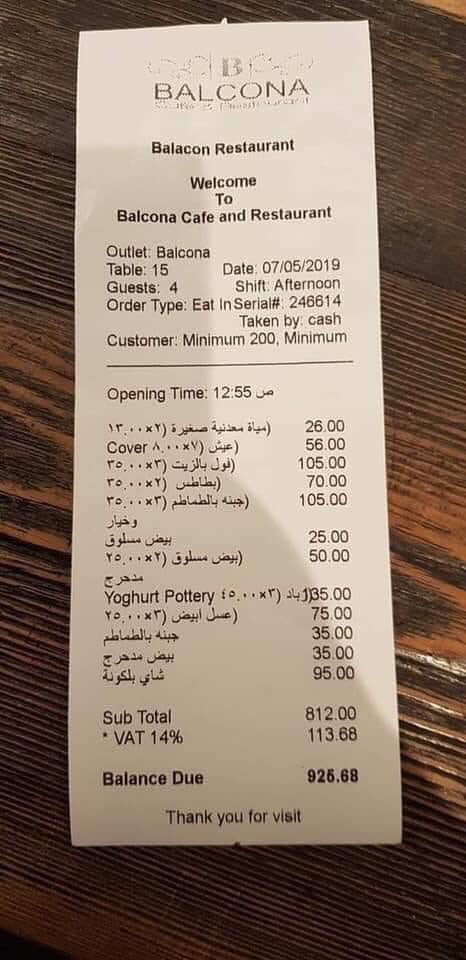 B
BALCONA
Cafe & Restaurant
Balacon Restaurant
Welcome
To
Balcona Cafe and Restaurant
Outlet: Balcona
Table: 15 Date: 07/05/2019
Guests: 4 Shift: Afternoon
Order Type: Eat In Serial#: 246614
Taken by: cash
Customer: Minimum 200, Minimum
Opening Time: 12:55 ص
(مياة معدنية صغيرة (٢×١٣.٠٠ 26.00
Cover (عيش (٧×٨.٠٠ 56.00
(فول بالزيت (٣×٣٥.٠٠ 105.00
(بطاطس (٢×٣٥.٠٠ 70.00
(جبنه بالطماطم (٣×٣٥.٠٠ 105.00
وخيار
بيض مسلوق 25.00
(بيض مسلوق (٢×٢٥.٠٠ 50.00
مدحرج
Yoghurt Pottery (زباد (٣×٤٥.٠٠ 135.00
(عسل ابيض (٣×٢٥.٠٠ 75.00
جبنه بالطماطم 35.00
بيض مدحرج 35.00
شاي بلكونة 95.00
Sub Total 812.00
* VAT 14% 113.68
Balance Due 925.68
Thank you for visit